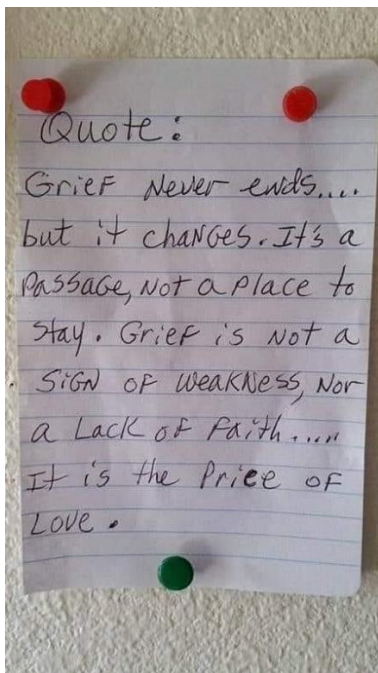 Quote:
Grief Never ends....
but it changes. It's a
Passage, Not a Place to
Stay. Grief is Not a
Sign of Weakness, Nor
a Lack of Faith.....
It is the Price of
Love.